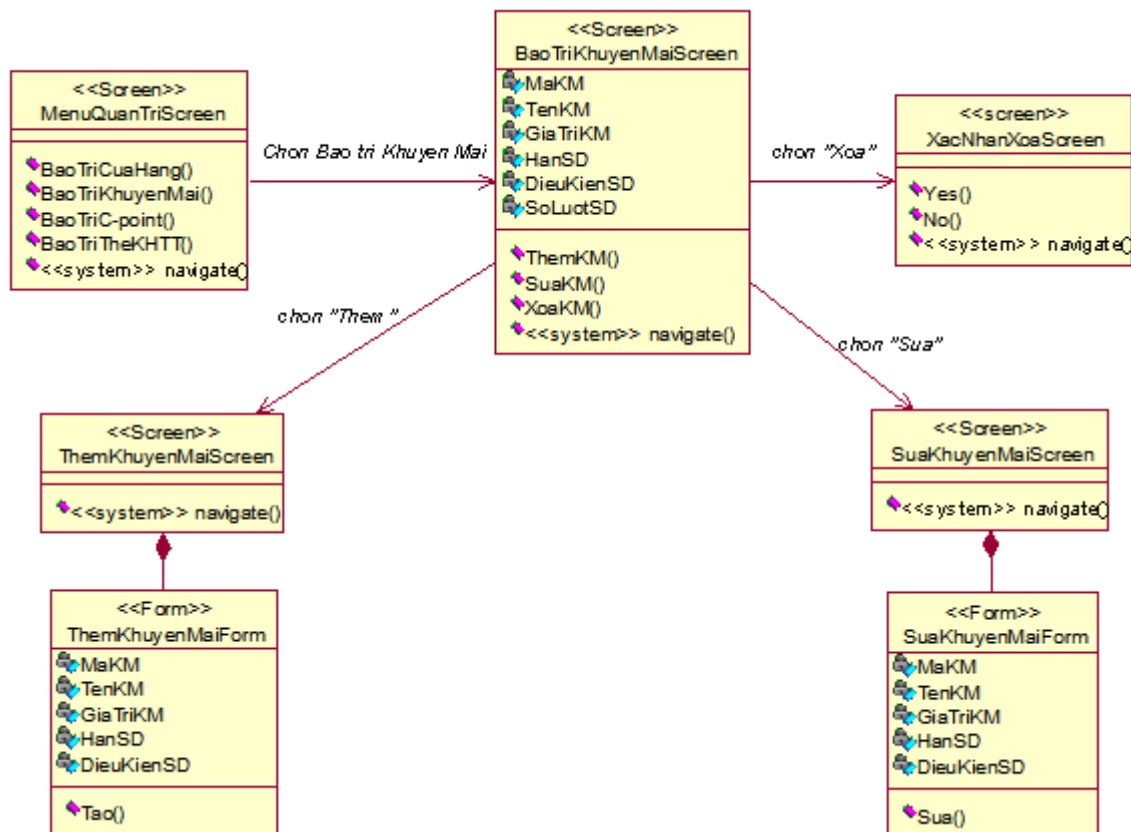 <<Screen>>
MenuQuanTriScreen
BaoTriCuaHang()
BaoTriKhuyenMai()
BaoTriC-point()
BaoTriTheKHTT()
<<system>> navigate()
Chon Bao tri Khuyen Mai
<<Screen>>
BaoTriKhuyenMaiScreen
MaKM
TenKM
GiaTriKM
HanSD
DieuKienSD
SoLuotSD
ThemKM()
SuaKM()
XoaKM()
<<system>> navigate()
chon "Xoa"
<<screen>>
XacNhanXoaScreen
Yes()
No()
<<system>> navigate()
chon "Them "
chon "Sua"
<<Screen>>
ThemKhuyenMaiScreen
<<system>> navigate()
<<Form>>
ThemKhuyenMaiForm
MaKM
TenKM
GiaTriKM
HanSD
DieuKienSD
Tao()
<<Screen>>
SuaKhuyenMaiScreen
<<system>> navigate()
<<Form>>
SuaKhuyenMaiForm
MaKM
TenKM
GiaTriKM
HanSD
DieuKienSD
Sua()